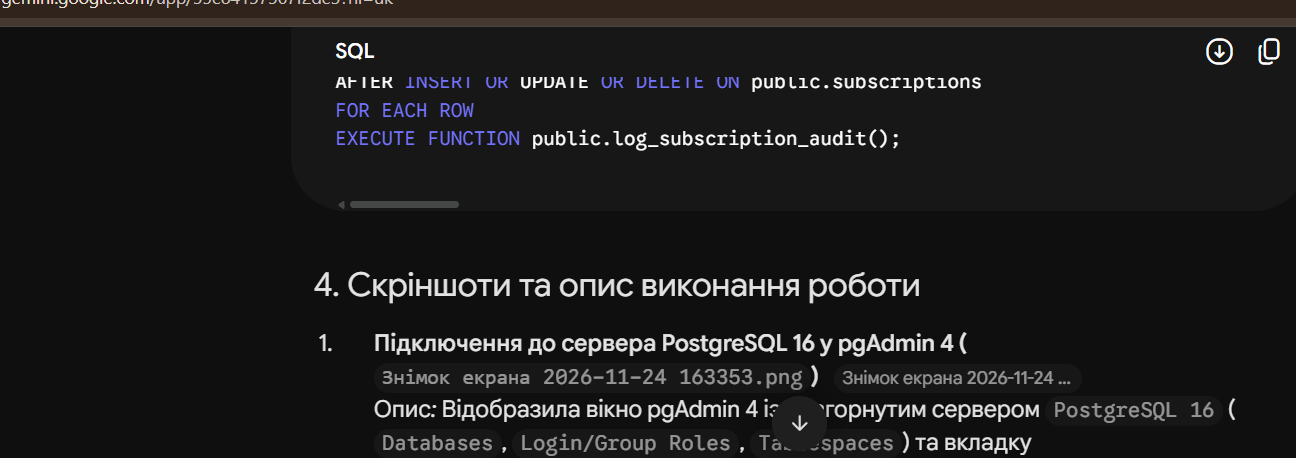 SQL
AFTER INSERT OR UPDATE OR DELETE ON public.subscriptions
FOR EACH ROW
EXECUTE FUNCTION public.log_subscription_audit();
4. Скріншоти та опис виконання роботи
1. Підключення до сервера PostgreSQL 16 у pgAdmin 4 (
Знімок екрана 2026-11-24 163353.png ) Знімок екрана 2026-11-24 ...
Опис: Відобразила вікно pgAdmin 4 із сервером PostgreSQL 16 (
Databases , Login/Group Roles , ) та вкладку